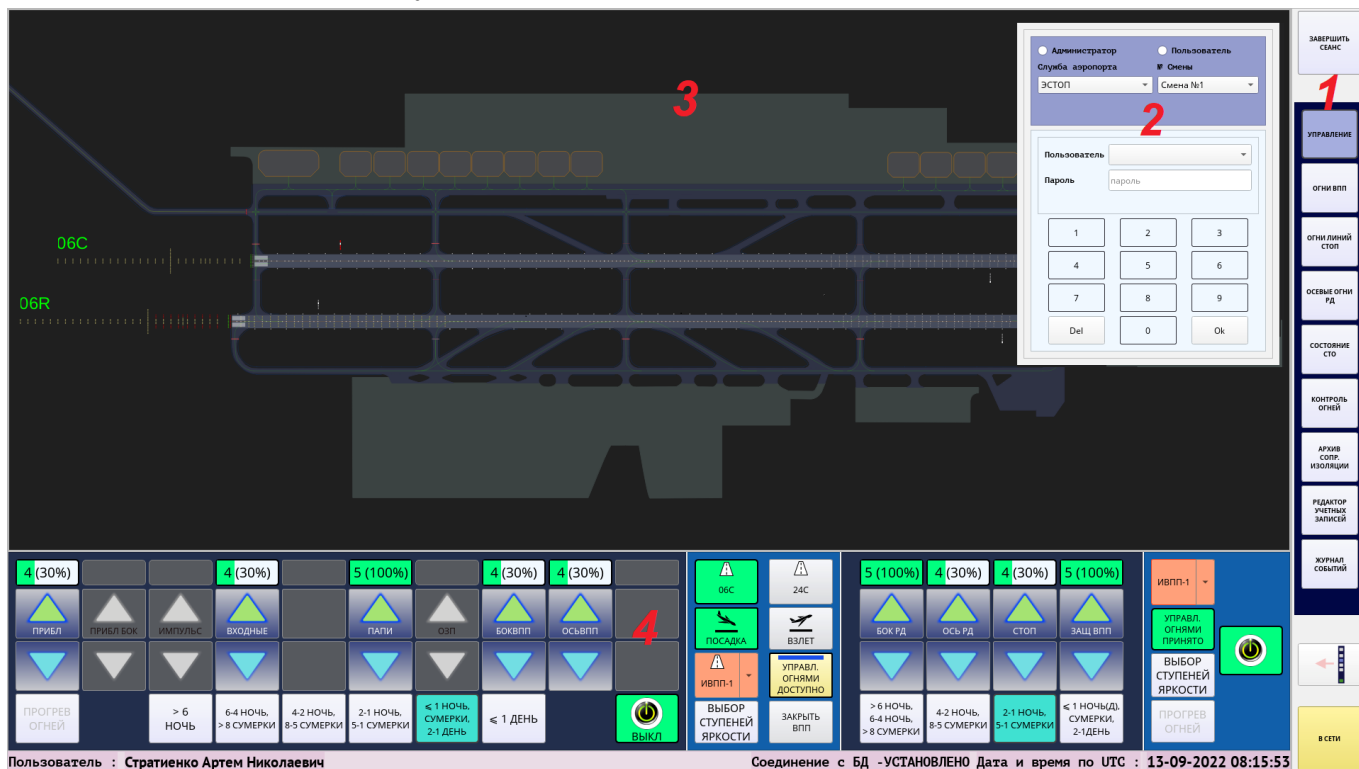 Администратор Пользователь
Служба аэропорта № Смены
ЭСТОП Смена №1
2
Пользователь
Пароль пароль
1 2 3
4 5 6
7 8 9
Del 0 Ok
3
06C
06R
ЗАВЕРШИТЬ
СЕАНС
1
УПРАВЛЕНИЕ
ОГНИ ВПП
ОГНИ ЛИНИЙ
СТОП
ОСЕВЫЕ ОГНИ
РД
СОСТОЯНИЕ
СТО
КОНТРОЛЬ
ОГНЕЙ
АРХИВ
СОПР.
ИЗОЛЯЦИИ
РЕДАКТОР
УЧЕТНЫХ
ЗАПИСЕЙ
ЖУРНАЛ
СОБЫТИЙ
В СЕТИ
4 (30%) 4 (30%) 5 (100%) 4 (30%) 4 (30%)
ПРИБЛ ПРИБЛ БОК ИМПУЛЬС ВХОДНЫЕ ПАПИ ОЗП БОКВПП ОСЬВПП
4
ПРОГРЕВ
ОГНЕЙ
> 6
НОЧЬ
6-4 НОЧЬ,
> 8 СУМЕРКИ
4-2 НОЧЬ,
8-5 СУМЕРКИ
2-1 НОЧЬ,
5-1 СУМЕРКИ
⩽ 1 НОЧЬ,
СУМЕРКИ,
2-1 ДЕНЬ
⩽ 1 ДЕНЬ
ВЫКЛ
06C 24C
ПОСАДКА ВЗЛЕТ
ИВПП-1
УПРАВЛ.
ОГНЯМИ
ДОСТУПНО
ВЫБОР
СТУПЕНЕЙ
ЯРКОСТИ
ЗАКРЫТЬ
ВПП
5 (100%) 4 (30%) 4 (30%) 5 (100%)
БОК РД ОСЬ РД СТОП ЗАЩ ВПП
> 6 НОЧЬ,
6-4 НОЧЬ,
> 8 СУМЕРКИ
4-2 НОЧЬ,
8-5 СУМЕРКИ
2-1 НОЧЬ,
5-1 СУМЕРКИ
⩽ 1 НОЧЬ(Д),
СУМЕРКИ,
2-1ДЕНЬ
ИВПП-1
УПРАВЛ.
ОГНЯМИ
ПРИНЯТО
ВЫБОР
СТУПЕНЕЙ
ЯРКОСТИ
ПРОГРЕВ
ОГНЕЙ
Пользователь : Стратиенко Артем Николаевич Соединение с БД -УСТАНОВЛЕНО Дата и время по UTC : 13-09-2022 08:15:53